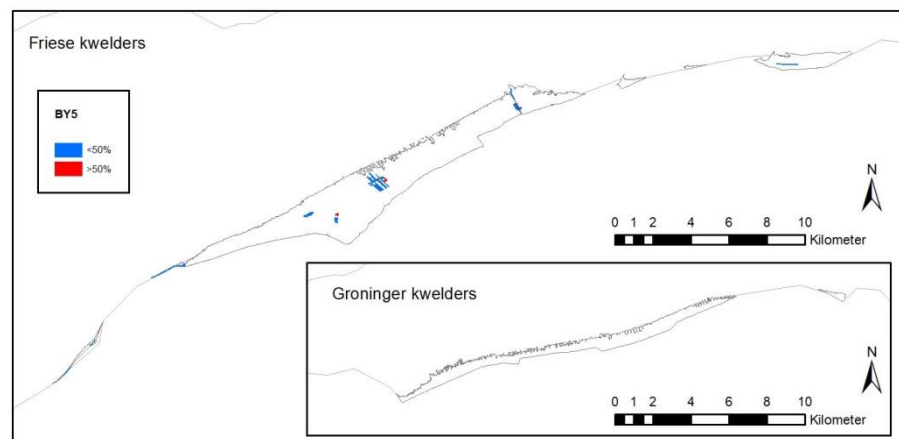 Friese kwelders
BY5
<50%
>50%
N
0 1 2 4 6 8 10
Kilometer
Groninger kwelders
N
0 1 2 4 6 8 10
Kilometer